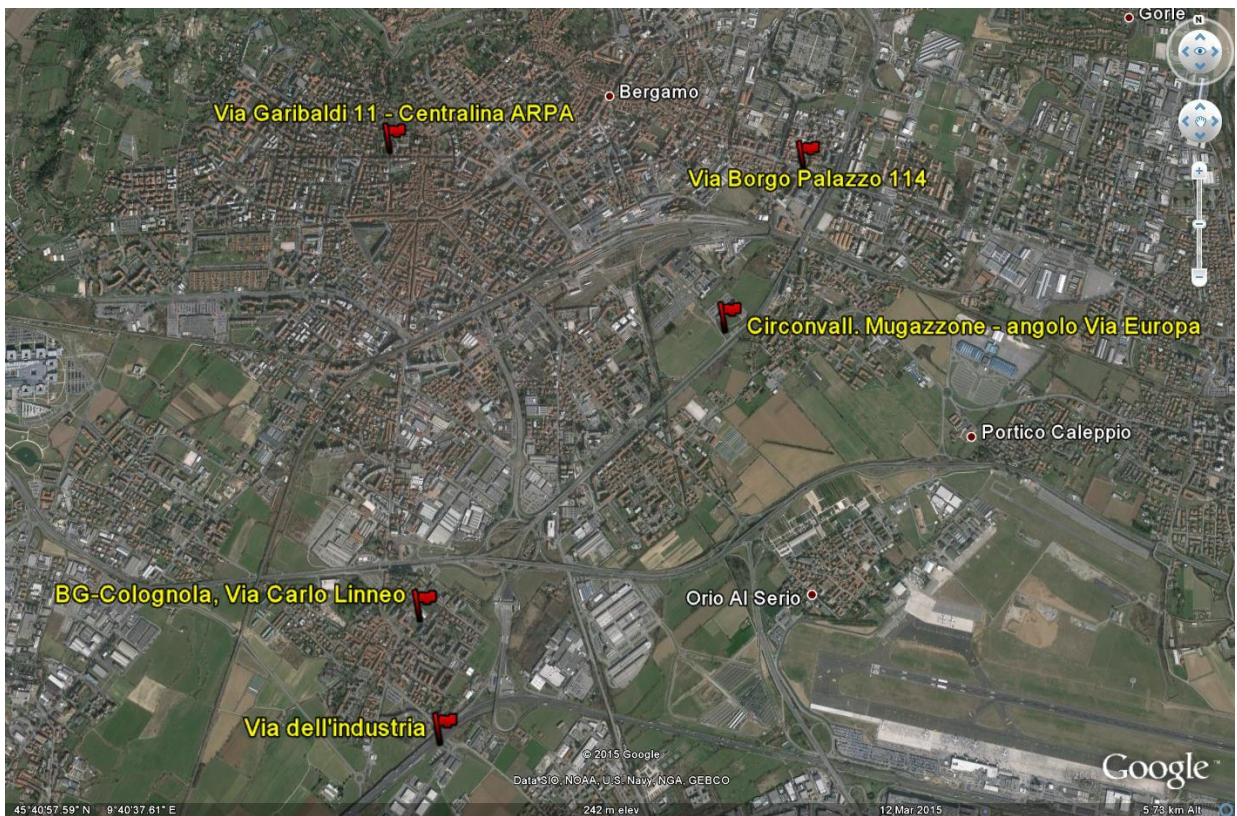 Gorle
N
Bergamo
Via Garibaldi 11 - Centralina ARPA
Via Borgo Palazzo 114
Circonvall. Mugazzone - angolo Via Europa
Portico Caleppio
BG-Colognola, Via Carlo Linneo
Orio Al Serio
Via dell'industria
© 2015 Google
Data SIO, NOAA, U.S. Navy, NGA, GEBCO
Google
45°40'57.59" N 9°40'37.61" E 242 m elev 12 Mar 2015 5.73 km Alt